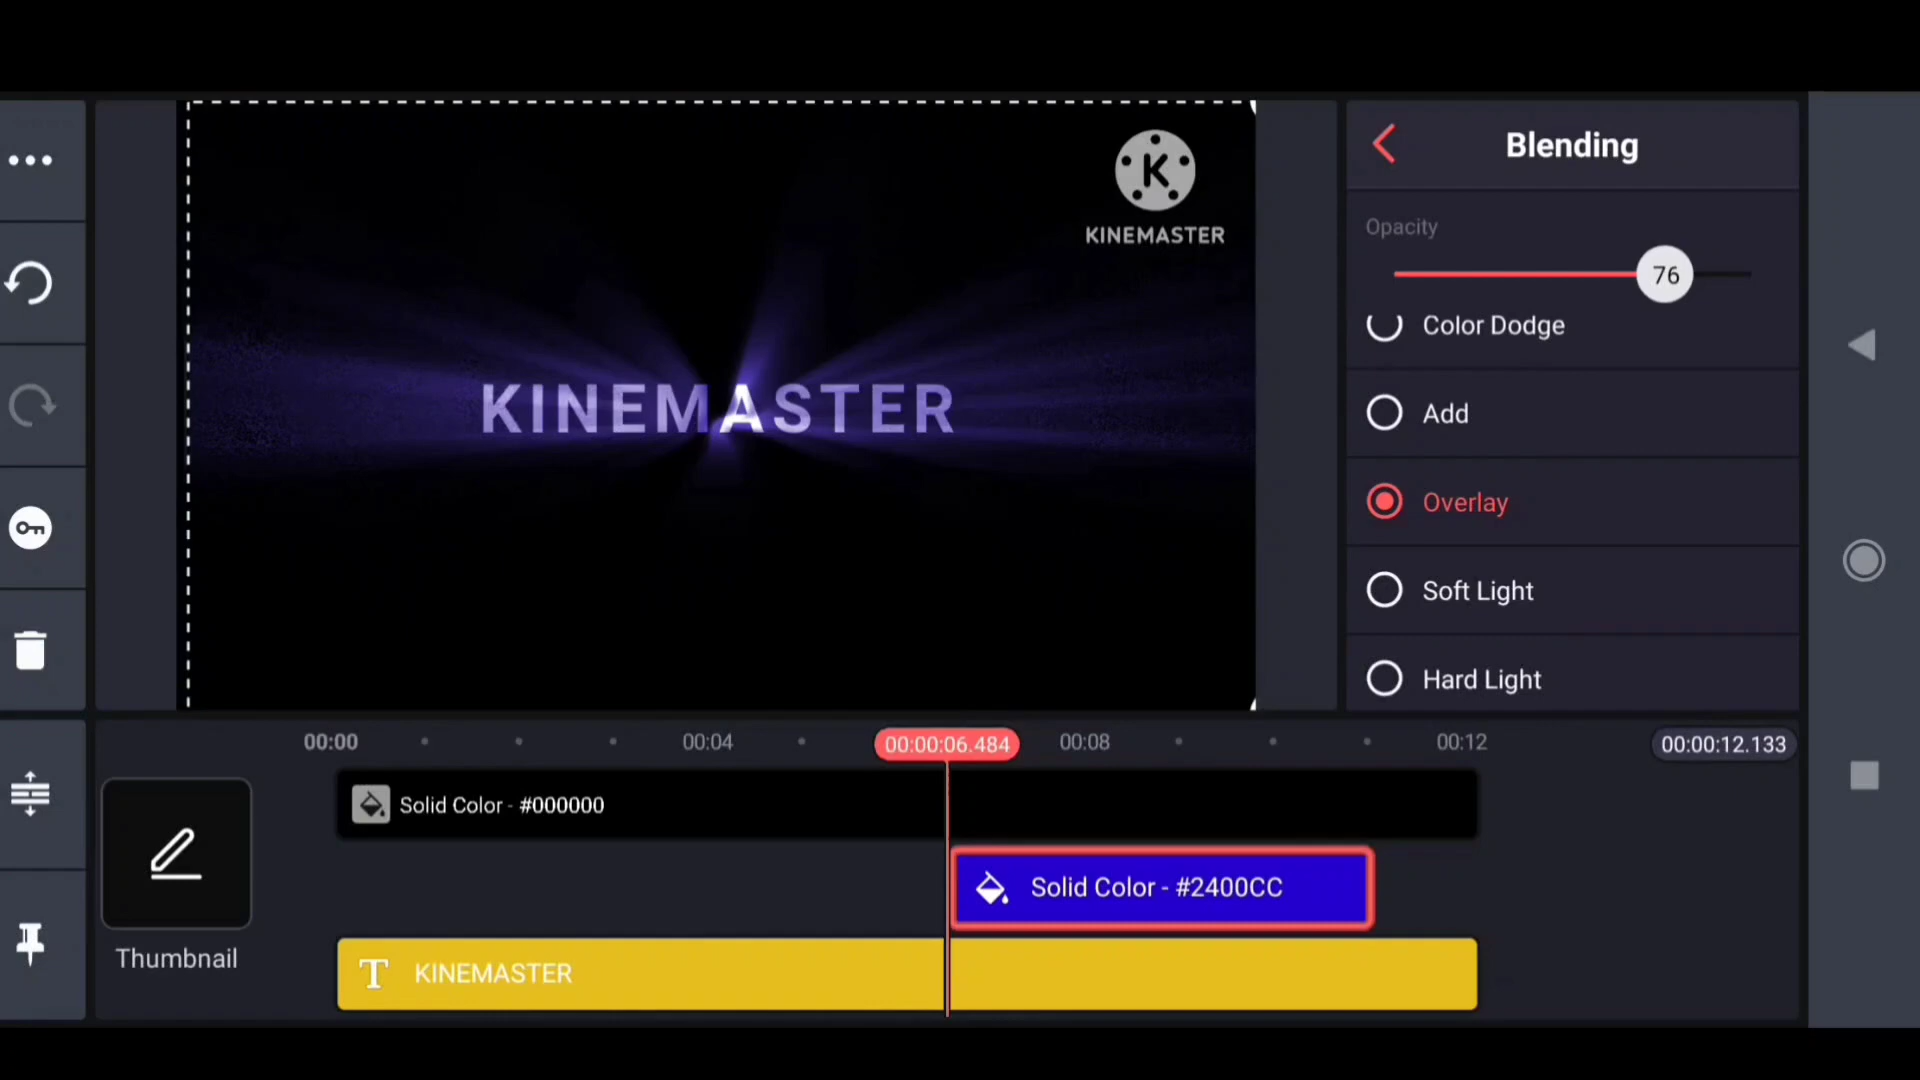 K
KINEMASTER
KINEMASTER
Blending
Opacity
76
Color Dodge
Add
Overlay
Soft Light
Hard Light
00:00
00:04
00:00:06.484
00:08
00:12
00:00:12.133
Solid Color - #000000
Solid Color - #2400CC
Thumbnail
T KINEMASTER